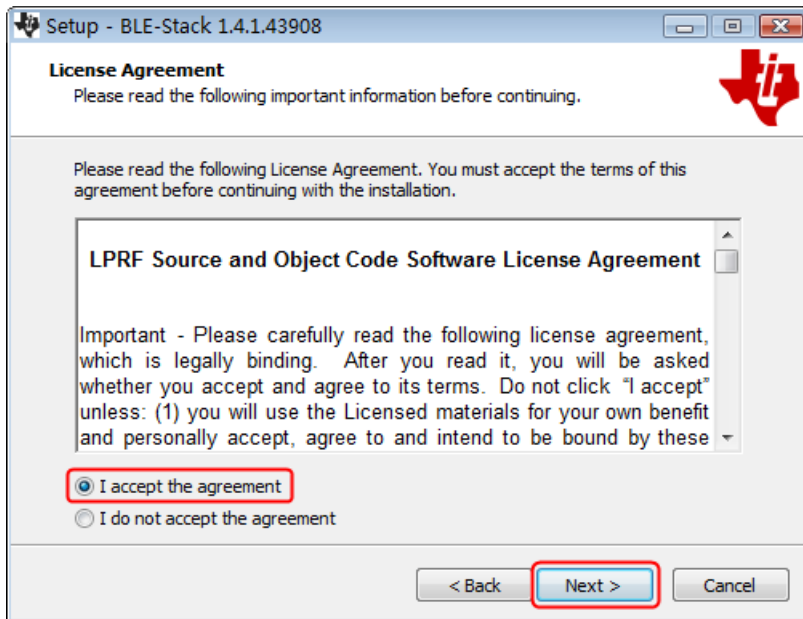 Setup - BLE-Stack 1.4.1.43908
License Agreement
Please read the following important information before continuing.
Please read the following License Agreement. You must accept the terms of this
agreement before continuing with the installation.
LPRF Source and Object Code Software License Agreement
Important - Please carefully read the following license agreement,
which is legally binding. After you read it, you will be asked
whether you accept and agree to its terms. Do not click “I accept”
unless: (1) you will use the Licensed materials for your own benefit
and personally accept, agree to and intend to be bound by these
I accept the agreement
I do not accept the agreement
< Back Next > Cancel